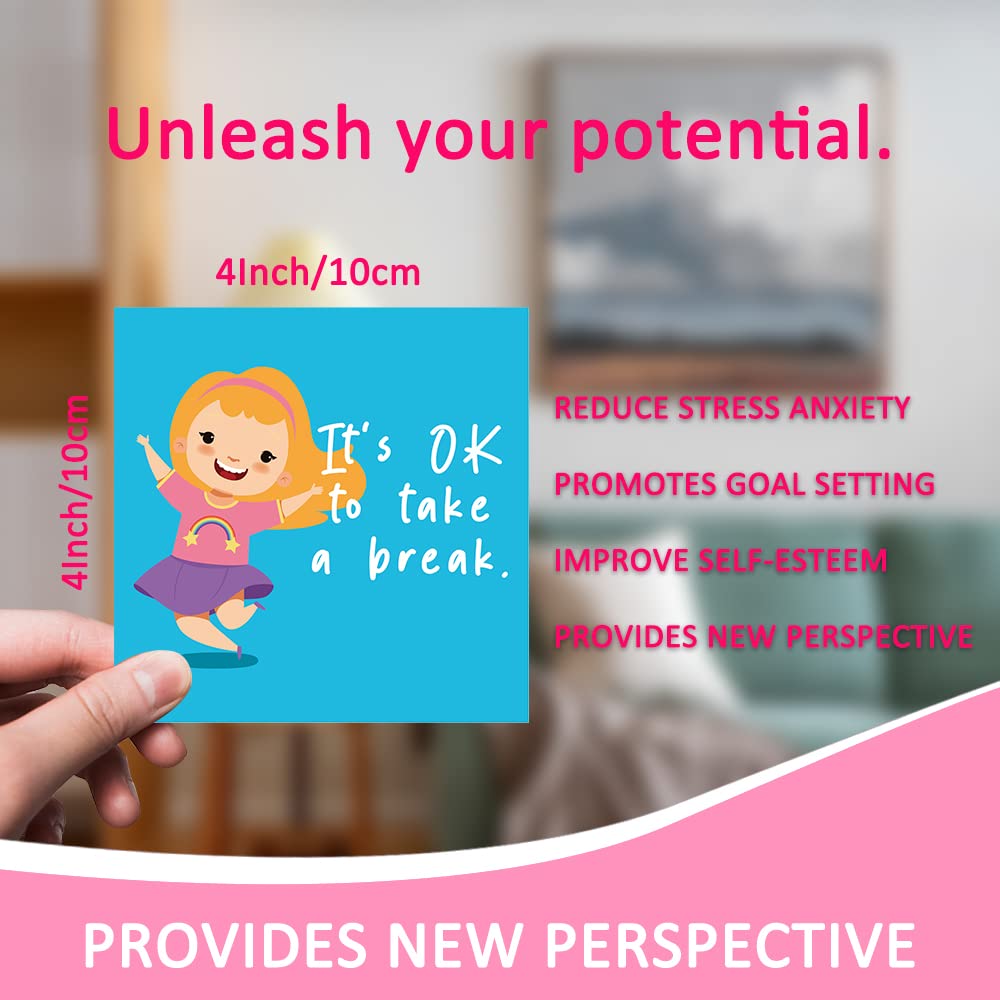 Unleash your potential.
4Inch/10cm
4Inch/10cm
It's OK
to take
a break.
REDUCE STRESS ANXIETY
PROMOTES GOAL SETTING
IMPROVE SELF-ESTEEM
PROVIDES NEW PERSPECTIVE
PROVIDES NEW PERSPECTIVE